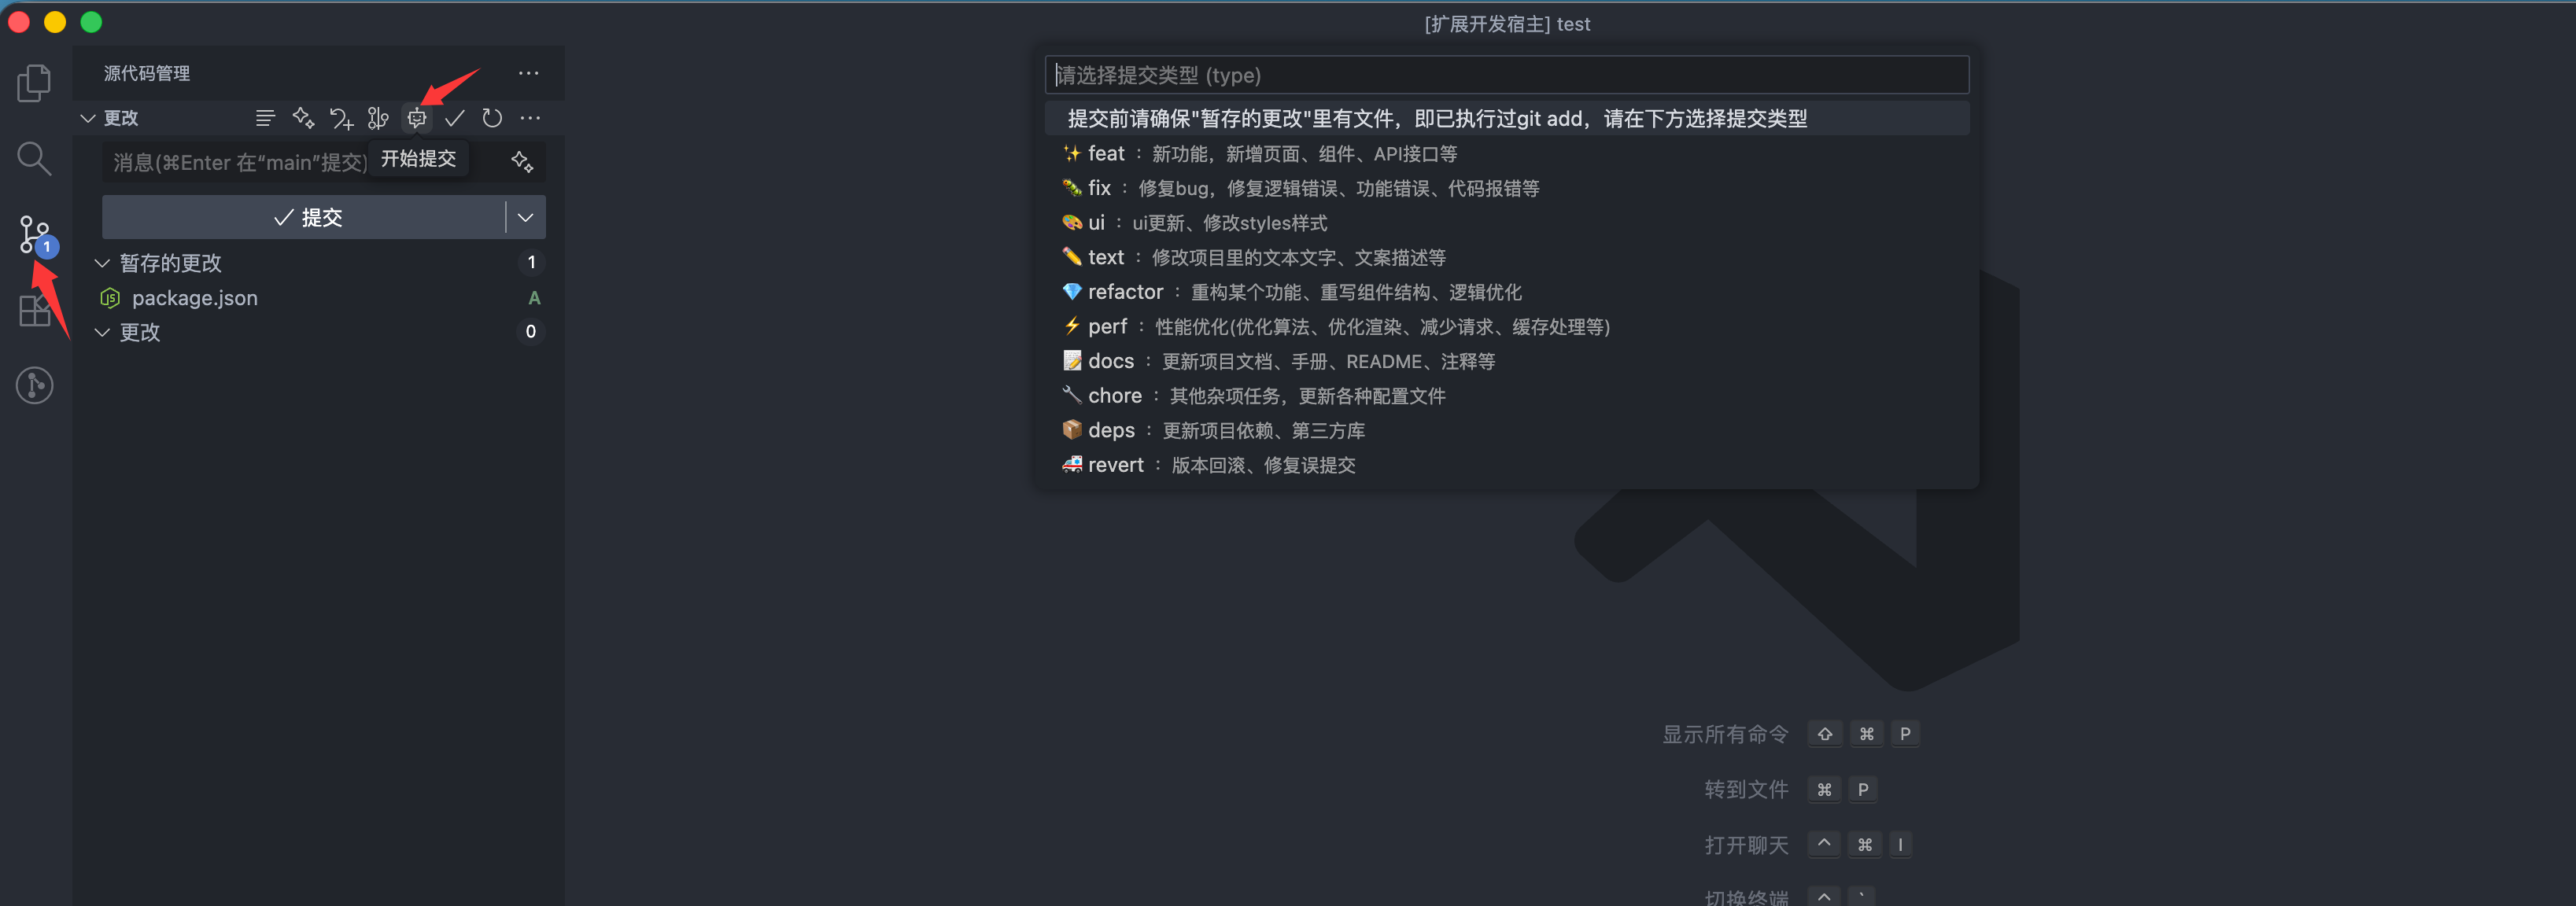 [扩展开发宿主] test
源代码管理
更改
开始提交
消息(⌘Enter 在“main”提交)
提交
1
暂存的更改 1
package.json A
更改 0
请选择提交类型 (type)
提交前请确保"暂存的更改"里有文件，即已执行过git add，请在下方选择提交类型
✨ feat ： 新功能，新增页面、组件、API接口等
🐛 fix ： 修复bug，修复逻辑错误、功能错误、代码报错等
🎨 ui ： ui更新、修改styles样式
✏️ text ： 修改项目里的文本文字、文案描述等
💎 refactor ： 重构某个功能、重写组件结构、逻辑优化
⚡ perf ： 性能优化(优化算法、优化渲染、减少请求、缓存处理等)
📝 docs ： 更新项目文档、手册、README、注释等
🔧 chore ： 其他杂项任务，更新各种配置文件
📦 deps ： 更新项目依赖、第三方库
🚑 revert ： 版本回滚、修复误提交
显示所有命令 ⇧ ⌘ P
转到文件 ⌘ P
打开聊天 ^ ⌘ I
切换终端 ^ `